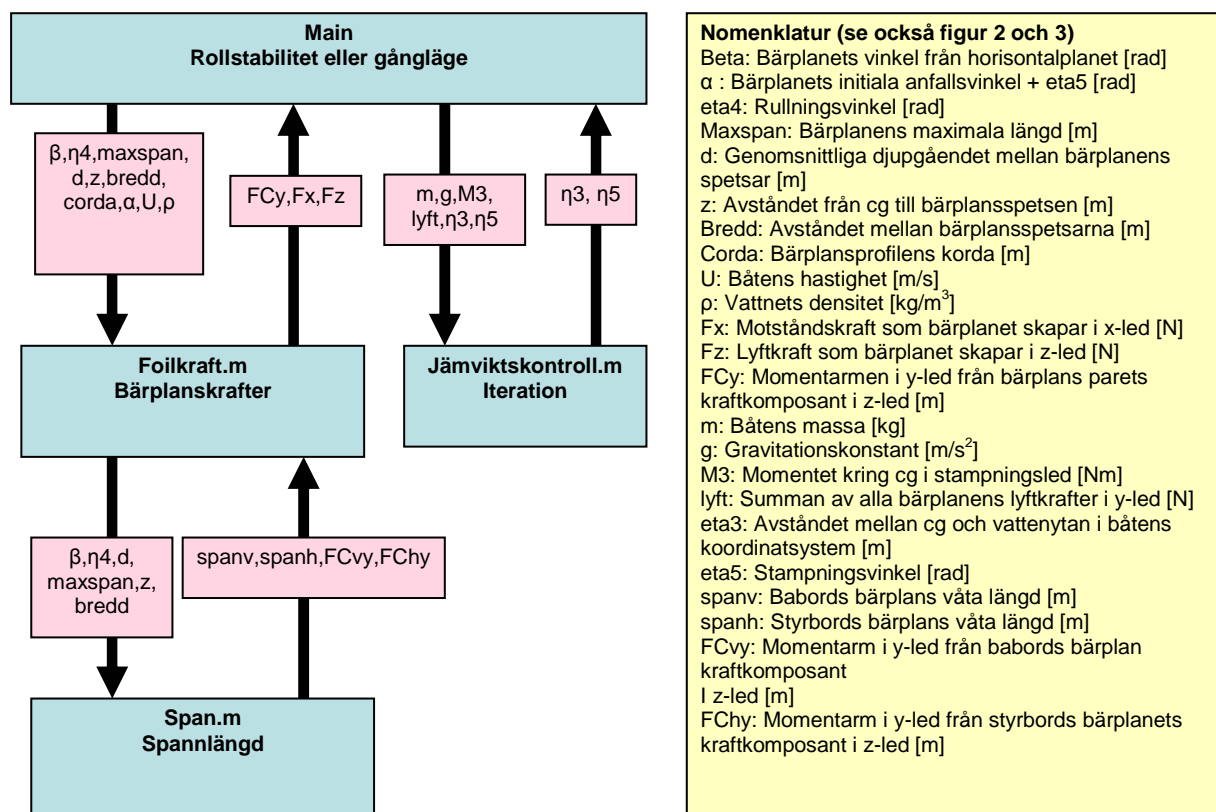 Main
Rollstabilitet eller gångläge
β,η4,maxspan,
d,z,bredd,
corda,α,U,ρ
FCy,Fx,Fz
m,g,M3,
lyft,η3,η5
η3, η5
Foilkraft.m
Bärplanskrafter
Jämviktskontroll.m
Iteration
β,η4,d,
maxspan,z,
bredd
spanv,spanh,FCvy,FChy
Span.m
Spannlängd
Nomenklatur (se också figur 2 och 3)
Beta: Bärplanets vinkel från horisontalplanet [rad]
α : Bärplanets initiala anfallsvinkel + eta5 [rad]
eta4: Rullningsvinkel [rad]
Maxspan: Bärplanens maximala längd [m]
d: Genomsnittliga djupgåendet mellan bärplanens
spetsar [m]
z: Avståndet från cg till bärplansspetsen [m]
Bredd: Avståndet mellan bärplansspetsarna [m]
Corda: Bärplansprofilens korda [m]
U: Båtens hastighet [m/s]
ρ: Vattnets densitet [kg/m³]
Fx: Motståndskraft som bärplanet skapar i x-led [N]
Fz: Lyftkraft som bärplanet skapar i z-led [N]
FCy: Momentarmen i y-led från bärplans parets
kraftkomposant i z-led [m]
m: Båtens massa [kg]
g: Gravitationskonstant [m/s²]
M3: Momentet kring cg i stampningsled [Nm]
lyft: Summan av alla bärplanens lyftkrafter i y-led [N]
eta3: Avståndet mellan cg och vattenytan i båtens
koordinatsystem [m]
eta5: Stampningsvinkel [rad]
spanv: Babords bärplans våta längd [m]
spanh: Styrbords bärplans våta längd [m]
FCvy: Momentarm i y-led från babords bärplan
kraftkomposant
I z-led [m]
FChy: Momentarm i y-led från styrbords bärplanets
kraftkomposant i z-led [m]